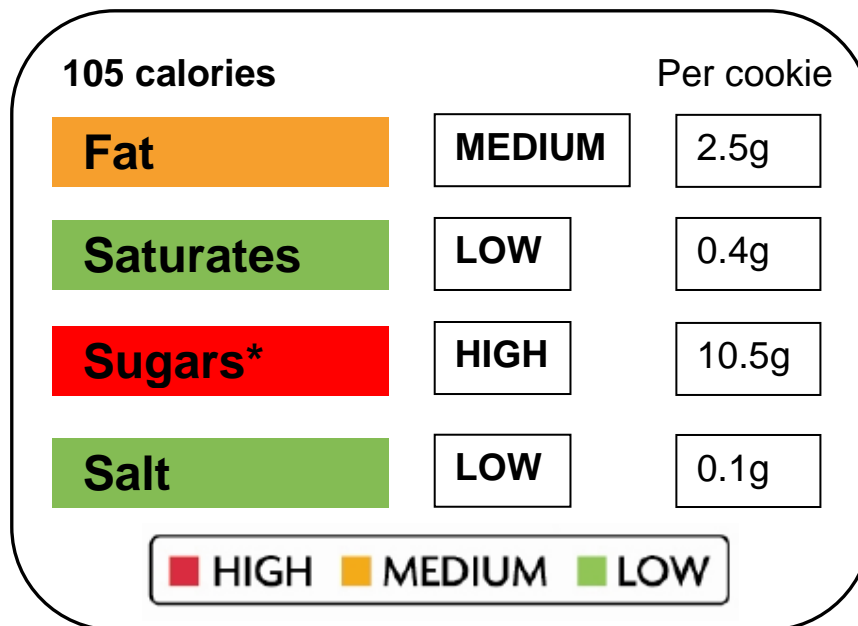 105 calories Per cookie
Fat MEDIUM 2.5g
Saturates LOW 0.4g
Sugars* HIGH 10.5g
Salt LOW 0.1g
HIGH MEDIUM LOW